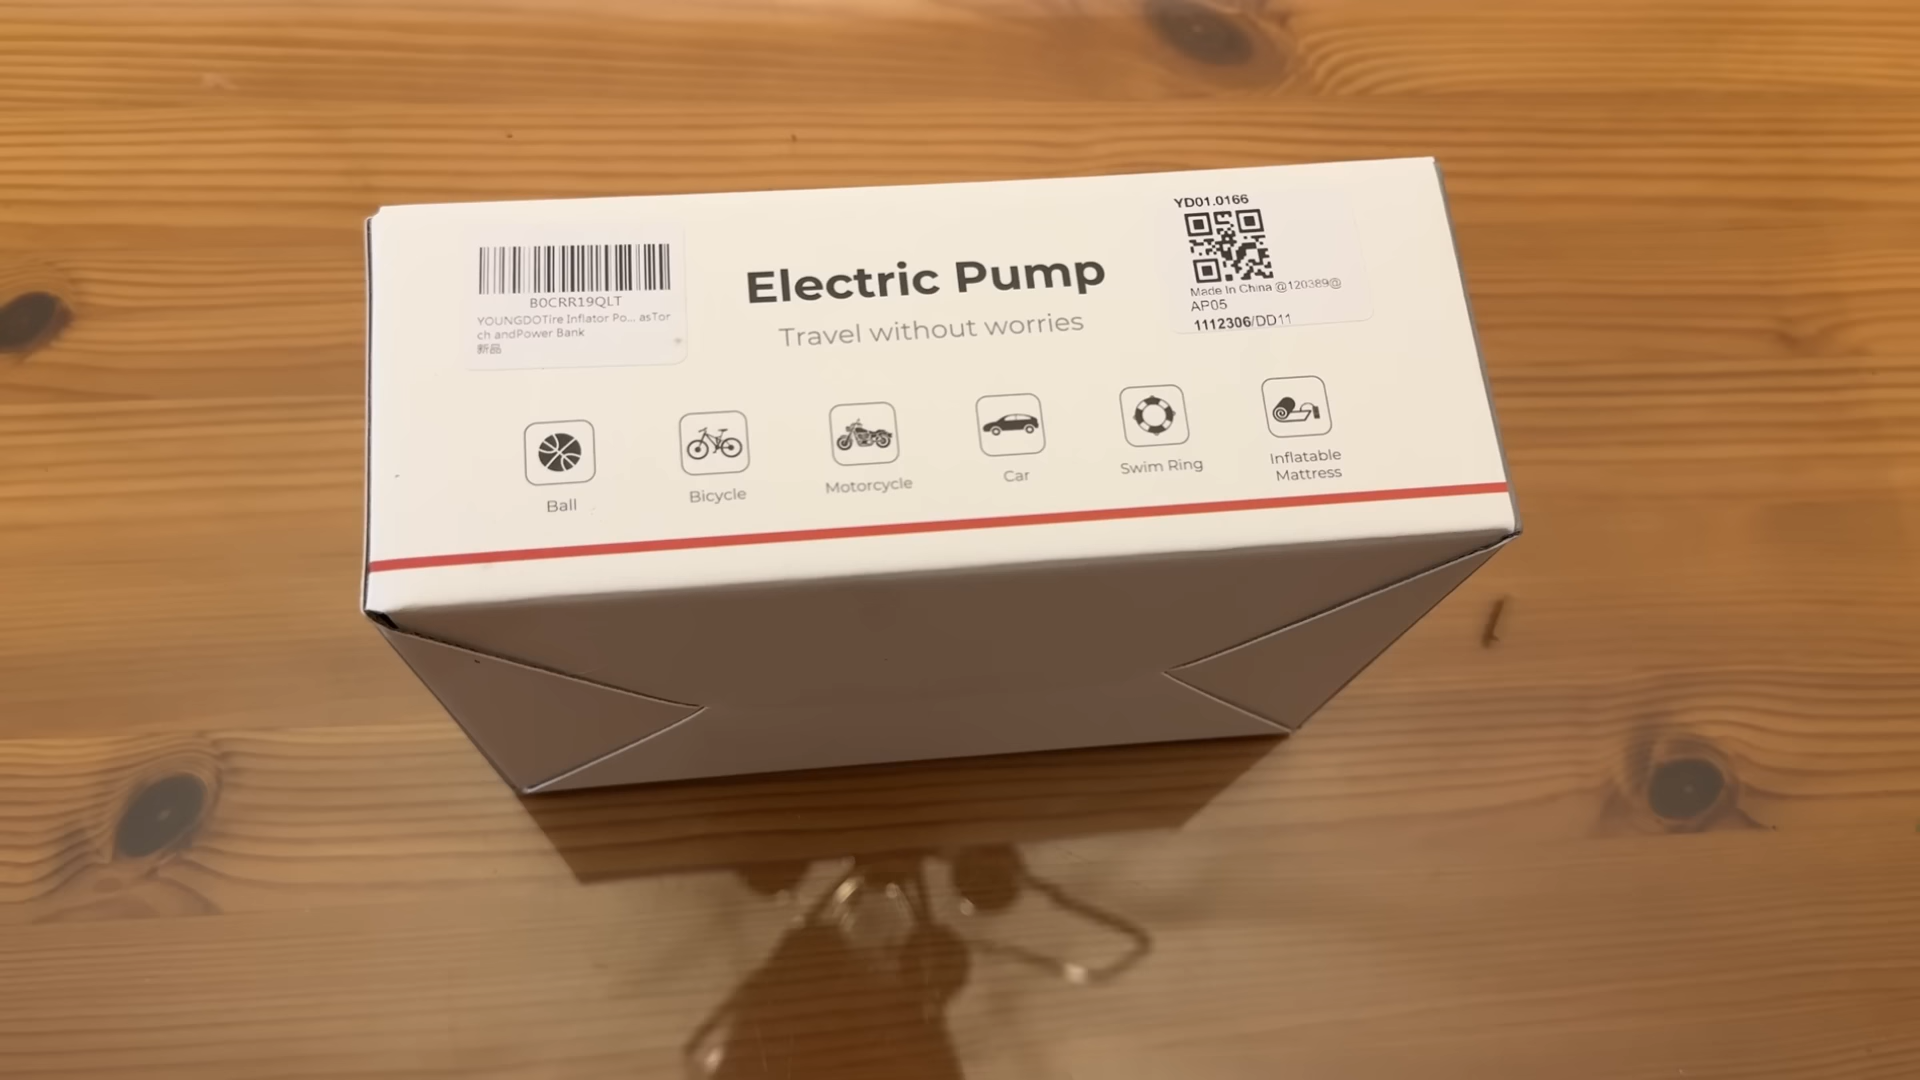 B0CRR19QLT
YOUNGDOTire Inflator Po... asTor
ch andPower Bank
新品
Electric Pump
Travel without worries
YD01.0166
Made In China @120389@
AP05
1112306/DD11
Ball
Bicycle
Motorcycle
Car
Swim Ring
Inflatable
Mattress